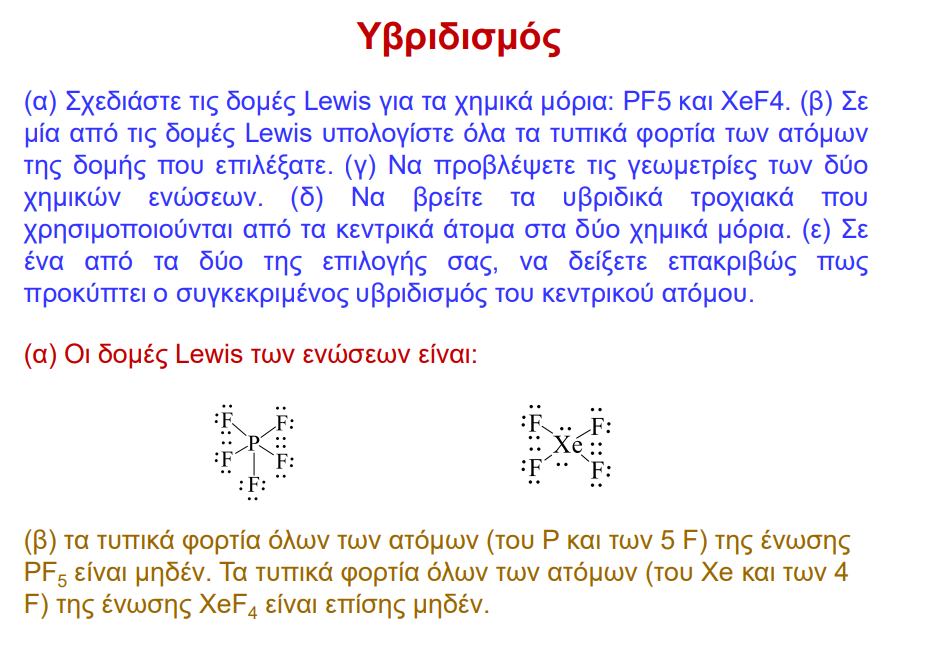 Υβριδισμός
(α) Σχεδιάστε τις δομές Lewis για τα χημικά μόρια: PF5 και XeF4. (β) Σε
μία από τις δομές Lewis υπολογίστε όλα τα τυπικά φορτία των ατόμων
της δομής που επιλέξατε. (γ) Να προβλέψετε τις γεωμετρίες των δύο
χημικών ενώσεων. (δ) Να βρείτε τα υβριδικά τροχιακά που
χρησιμοποιούνται από τα κεντρικά άτομα στα δύο χημικά μόρια. (ε) Σε
ένα από τα δύο της επιλογής σας, να δείξετε επακριβώς πως
προκύπτει ο συγκεκριμένος υβριδισμός του κεντρικού ατόμου.
(α) Οι δομές Lewis των ενώσεων είναι:
:F F: :F F:
P Xe
:F F: :F F:
:F:
(β) τα τυπικά φορτία όλων των ατόμων (του P και των 5 F) της ένωσης
PF₅ είναι μηδέν. Τα τυπικά φορτία όλων των ατόμων (του Xe και των 4
F) της ένωσης XeF₄ είναι επίσης μηδέν.